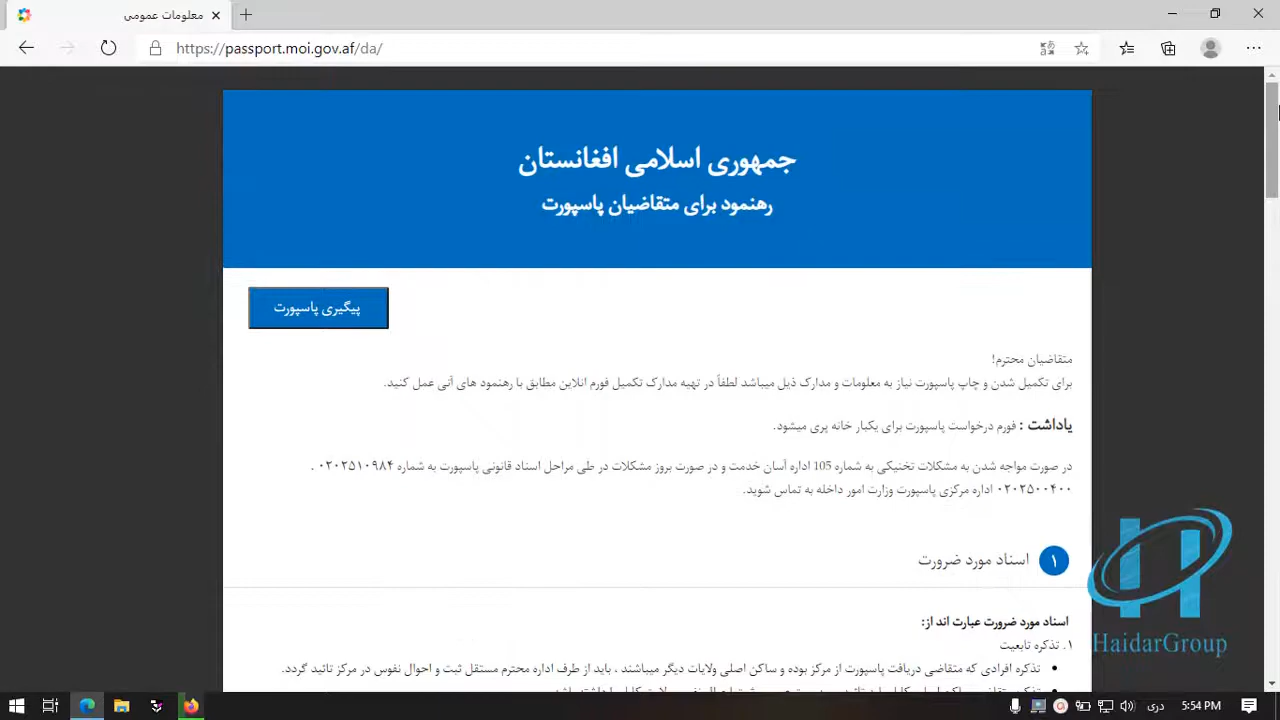 معلومات عمومی
https://passport.moi.gov.af/da/
جمهوری اسلامی افغانستان
رهنمود برای متقاضیان پاسپورت
پیگیری پاسپورت
متقاضیان محترم!
برای تکمیل شدن و چاپ پاسپورت نیاز به معلومات و مدارک ذیل میباشد لطفاً در تهیه مدارک تکمیل فورم انلاین مطابق با رهنمود های آتی عمل کنید.
یاداشت : فورم درخواست پاسپورت برای یکبار خانه پری میشود.
در صورت مواجه شدن به مشکلات تخنیکی به شماره 105 اداره آسان خدمت و در صورت بروز مشکلات در طی مراحل اسناد قانونی پاسپورت به شماره ۰۲۰۲۵۱۰۹۸۴ .
۰۲۰۲۵۰۰۴۰۰ اداره مرکزی پاسپورت وزارت امور داخله به تماس شوید.
۱ اسناد مورد ضرورت
اسناد مورد ضرورت عبارت اند از:
۱. تذکره تابعیت
تذکره افرادی که متقاضی دریافت پاسپورت از مرکز بوده و ساکن اصلی ولایات دیگر میباشند ، باید از طرف اداره محترم مستقل ثبت و احوال نفوس در مرکز تائید گردد.
HaidarGroup
دری
5:54 PM